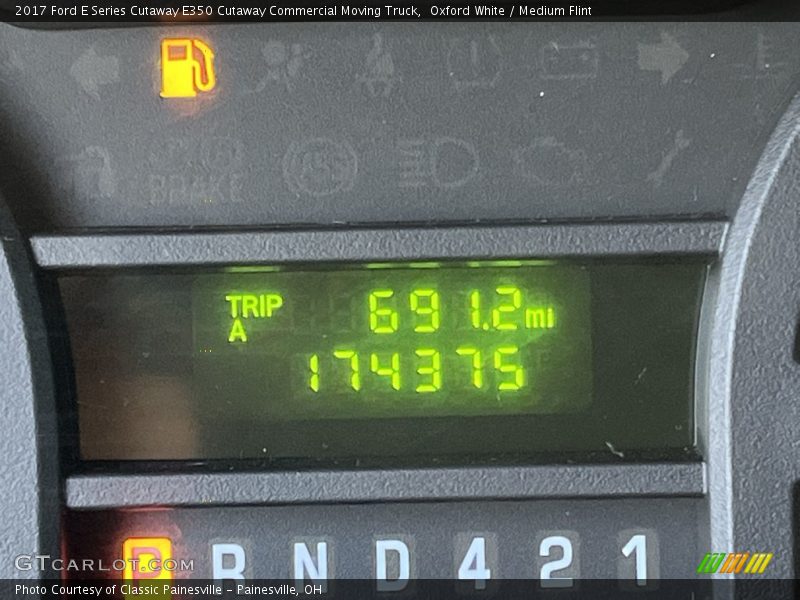 2017 Ford E Series Cutaway E350 Cutaway Commercial Moving Truck, Oxford White / Medium Flint
BRAKE
ABS
TRIP 691.2 mi
A
174375
P R N D 4 2 1
GTCARLOT.COM
Photo Courtesy of Classic Painesville - Painesville, OH